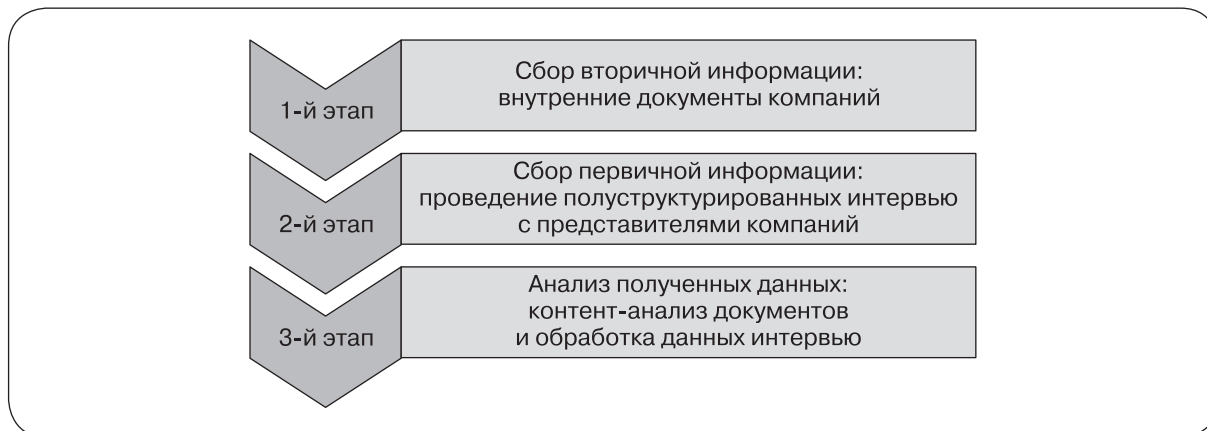 1-й этап
Сбор вторичной информации:
внутренние документы компаний
2-й этап
Сбор первичной информации:
проведение полуструктурированных интервью
с представителями компаний
3-й этап
Анализ полученных данных:
контент-анализ документов
и обработка данных интервью